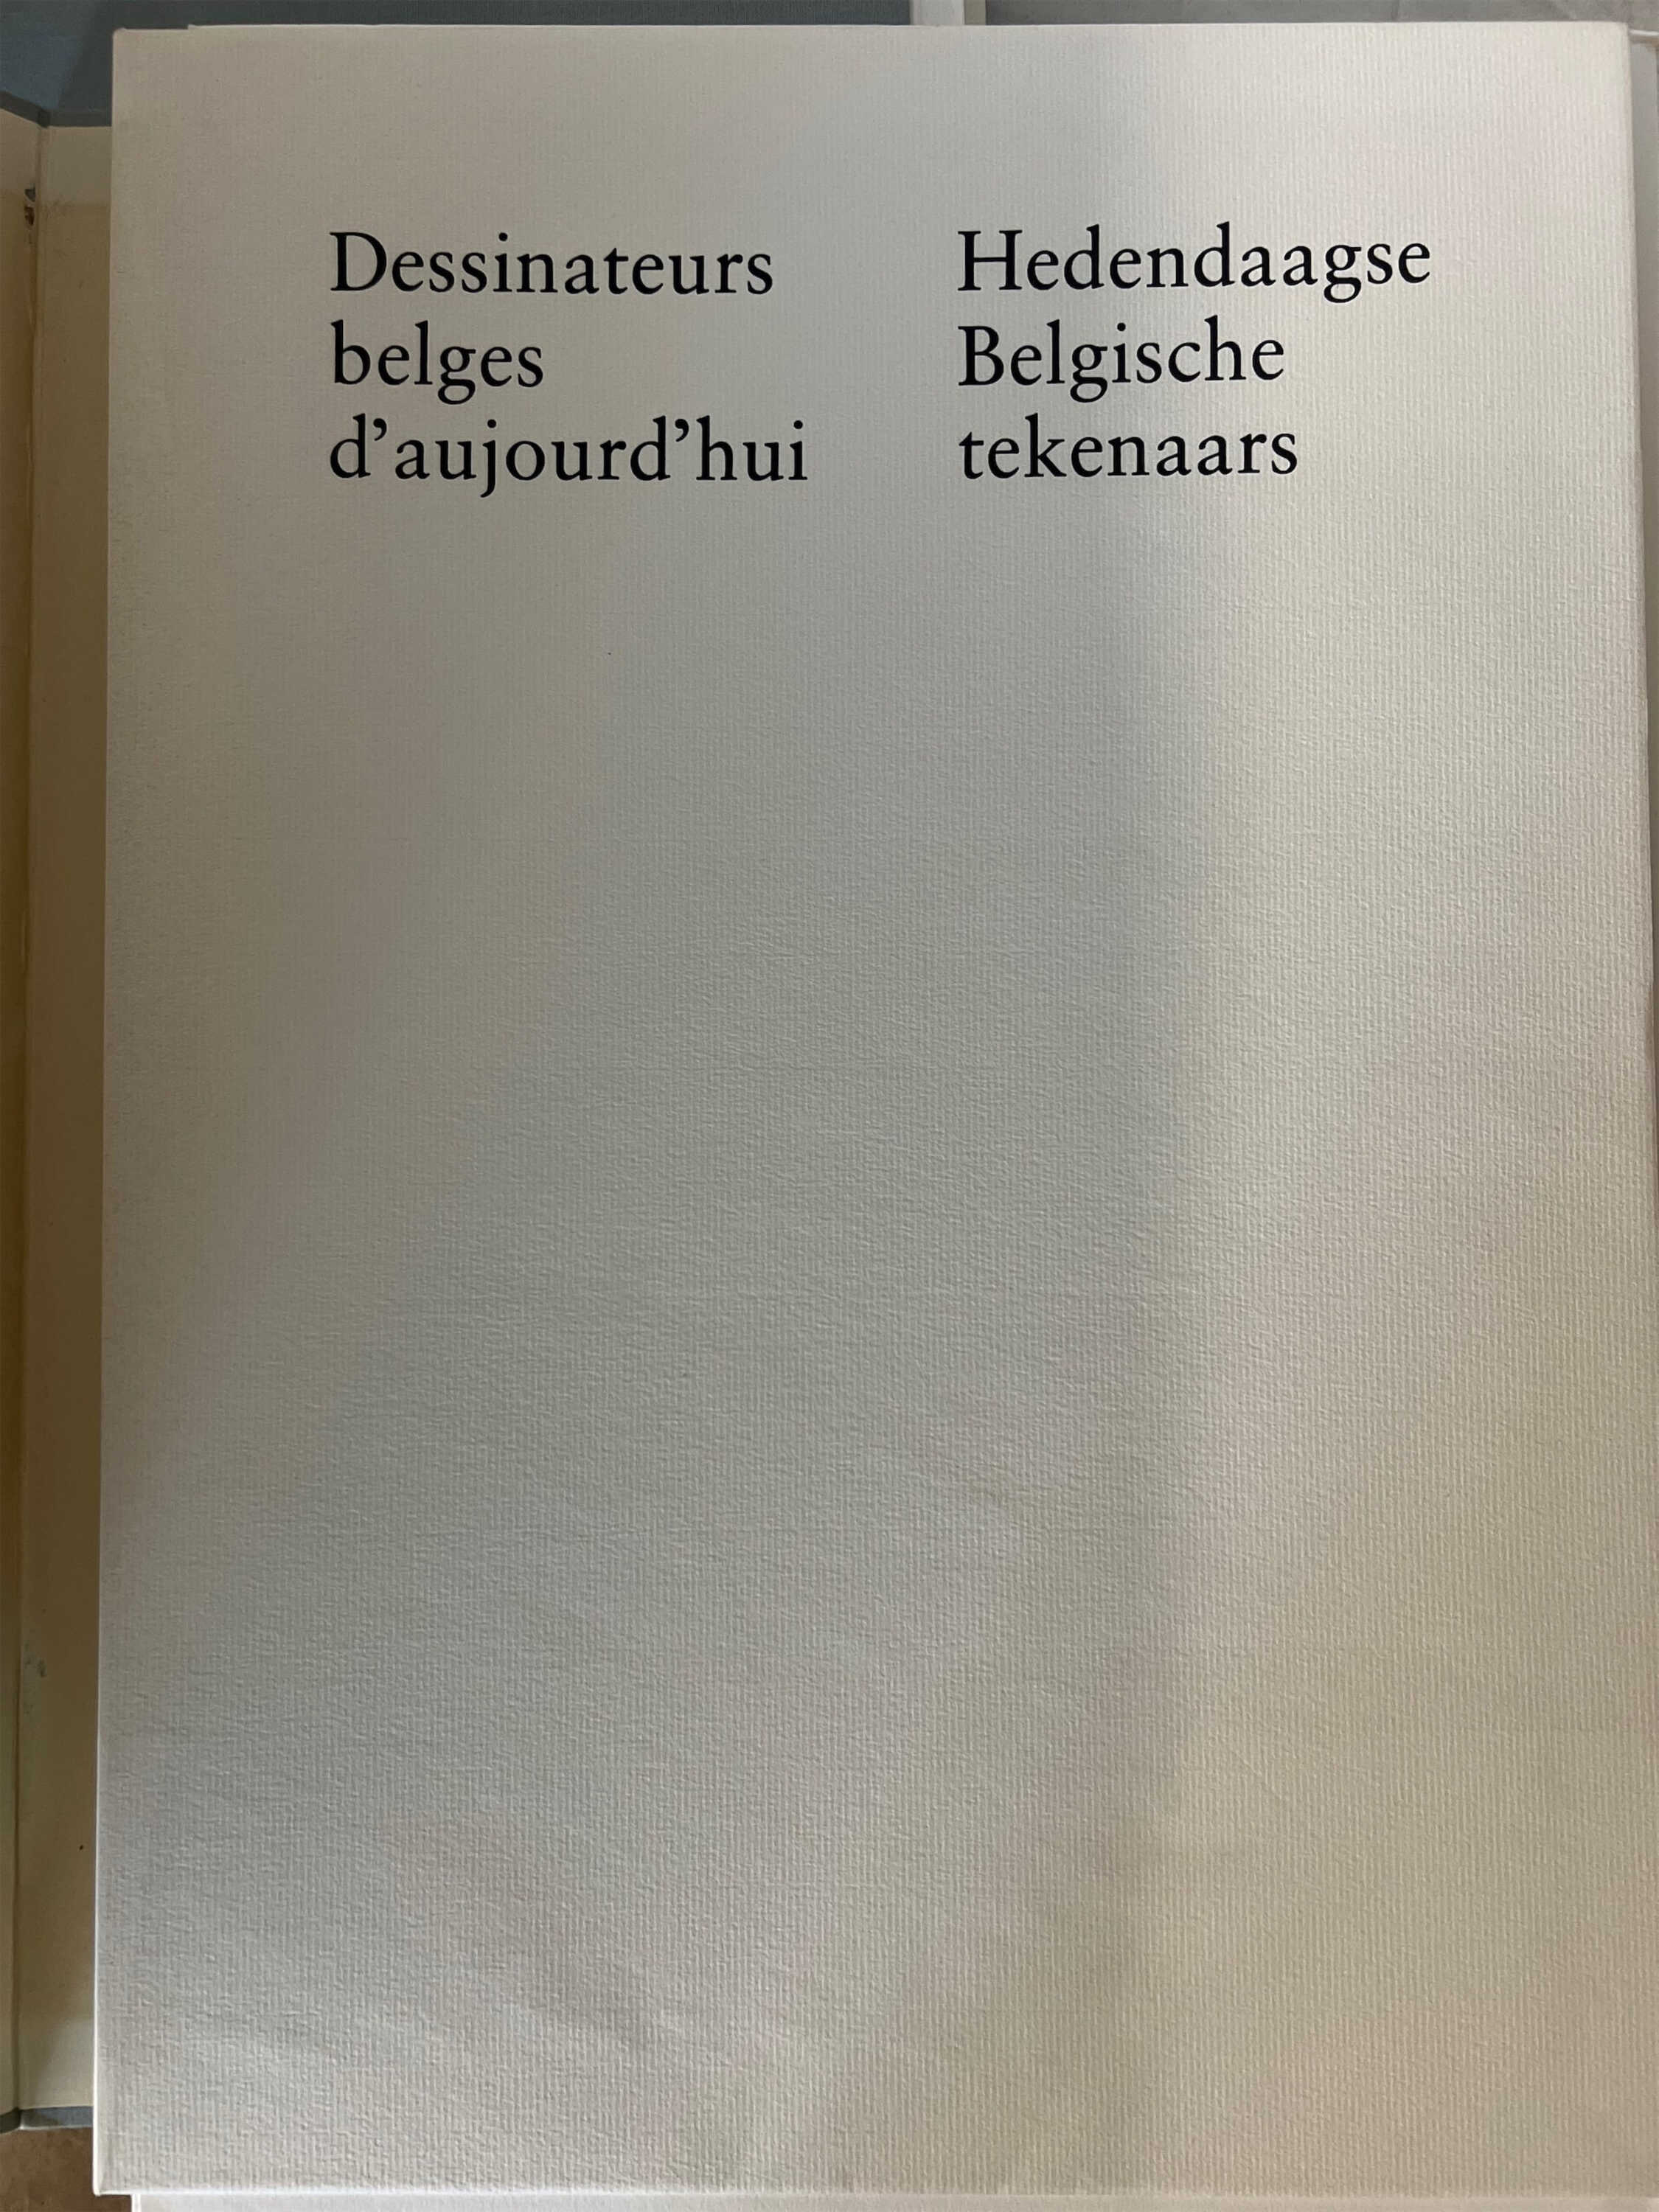 Dessinateurs
belges
d’aujourd’hui
Hedendaagse
Belgische
tekenaars